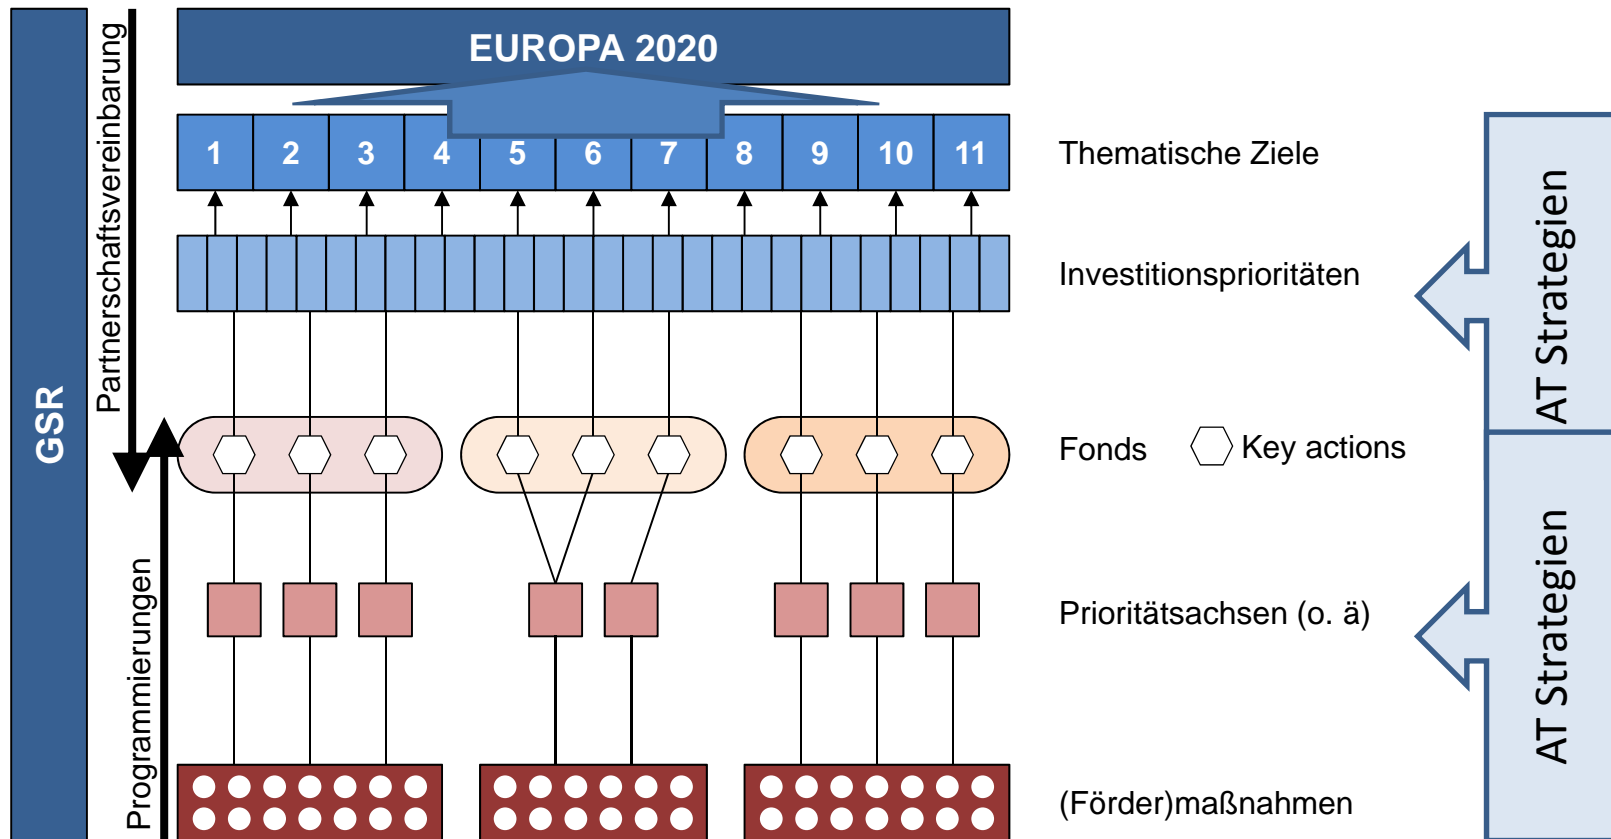 GSR
Partnerschaftsvereinbarung
Programmierungen
EUROPA 2020
1 2 3 4 5 6 7 8 9 10 11
Thematische Ziele
Investitionsprioritäten
Fonds
Key actions
Prioritätsachsen (o. ä)
(Förder)maßnahmen
AT Strategien
AT Strategien